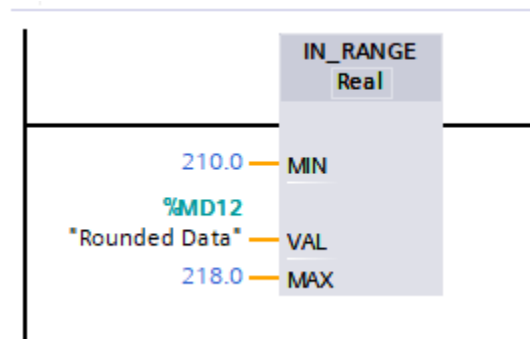 IN_RANGE
Real
210.0 MIN
%MD12
"Rounded Data" VAL
218.0 MAX